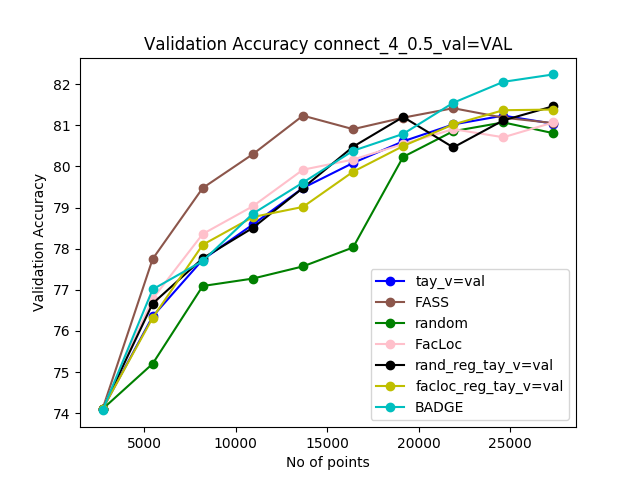 Validation Accuracy connect_4_0.5_val=VAL
Validation Accuracy
82
81
80
79
78
77
76
75
74
tay_v=val
FASS
random
FacLoc
rand_reg_tay_v=val
facloc_reg_tay_v=val
BADGE
5000 10000 15000 20000 25000
No of points